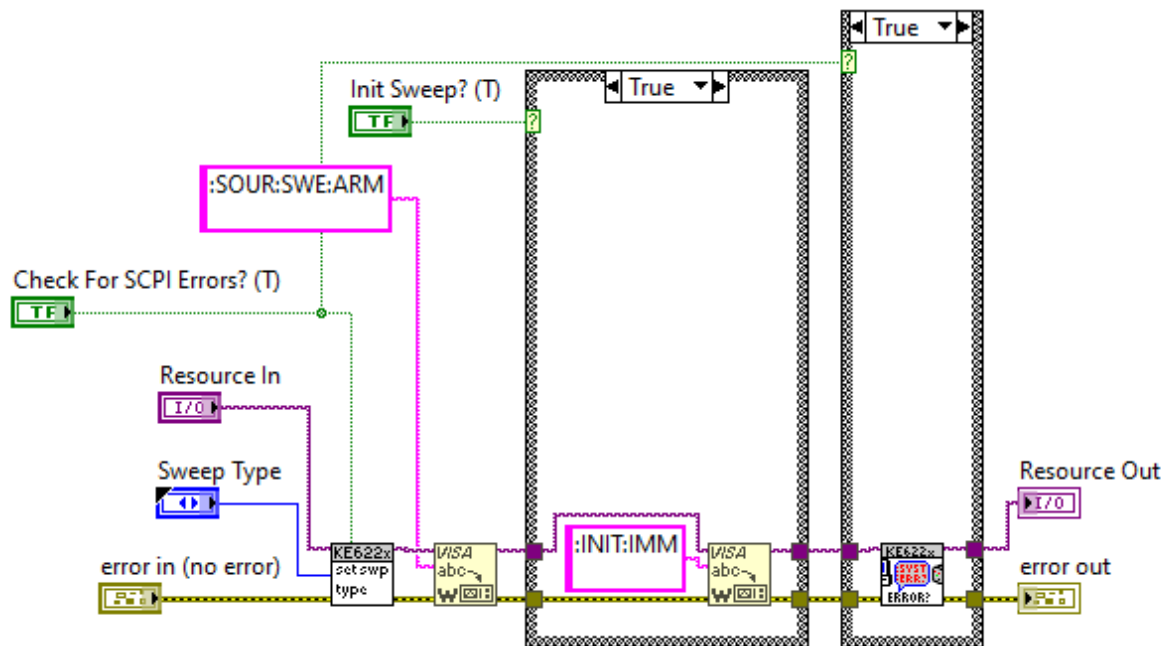 True
True
Init Sweep? (T)
TF
?
?
:SOUR:SWE:ARM
Check For SCPI Errors? (T)
TF
Resource In
I/O
Sweep Type
error in (no error)
KE622x
set swp
type
VISA
abc
W
:INIT:IMM
VISA
abc
W
KE622x
SYST
ERR?
ERROR?
Resource Out
I/O
error out